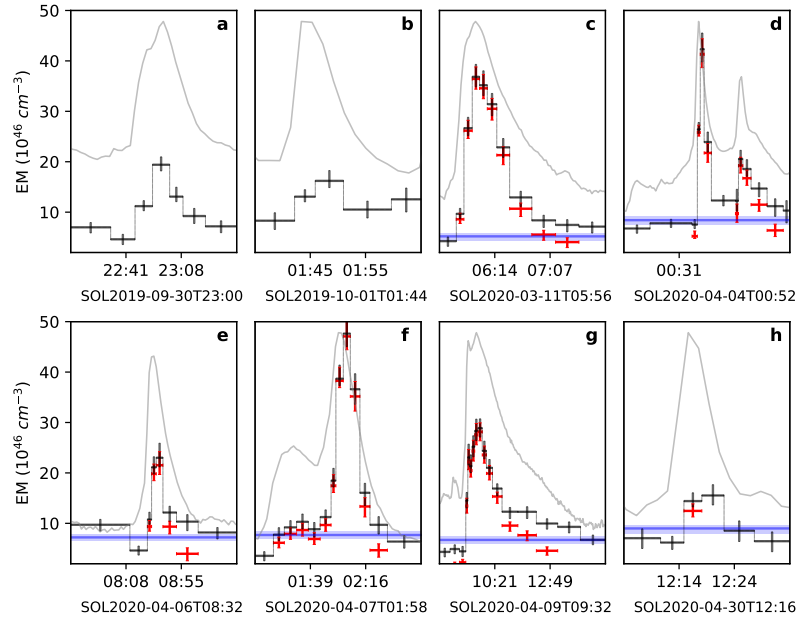 EM (10^46 cm^−3)
50
40
30
20
10
a
22:41 23:08
SOL2019-09-30T23:00
b
01:45 01:55
SOL2019-10-01T01:44
c
06:14 07:07
SOL2020-03-11T05:56
d
00:31
SOL2020-04-04T00:52
EM (10^46 cm^−3)
50
40
30
20
10
e
08:08 08:55
SOL2020-04-06T08:32
f
01:39 02:16
SOL2020-04-07T01:58
g
10:21 12:49
SOL2020-04-09T09:32
h
12:14 12:24
SOL2020-04-30T12:16